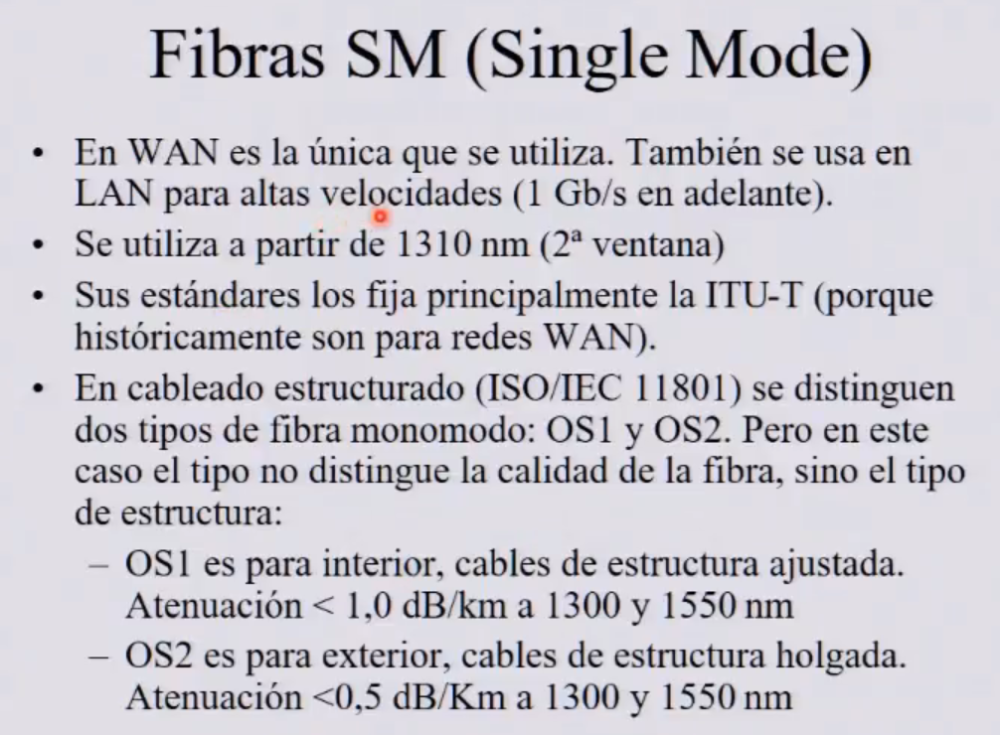 Fibras SM (Single Mode)
• En WAN es la única que se utiliza. También se usa en
LAN para altas velocidades (1 Gb/s en adelante).
• Se utiliza a partir de 1310 nm (2ª ventana)
• Sus estándares los fija principalmente la ITU-T (porque
históricamente son para redes WAN).
• En cableado estructurado (ISO/IEC 11801) se distinguen
dos tipos de fibra monomodo: OS1 y OS2. Pero en este
caso el tipo no distingue la calidad de la fibra, sino el tipo
de estructura:
– OS1 es para interior, cables de estructura ajustada.
Atenuación < 1,0 dB/km a 1300 y 1550 nm
– OS2 es para exterior, cables de estructura holgada.
Atenuación <0,5 dB/Km a 1300 y 1550 nm